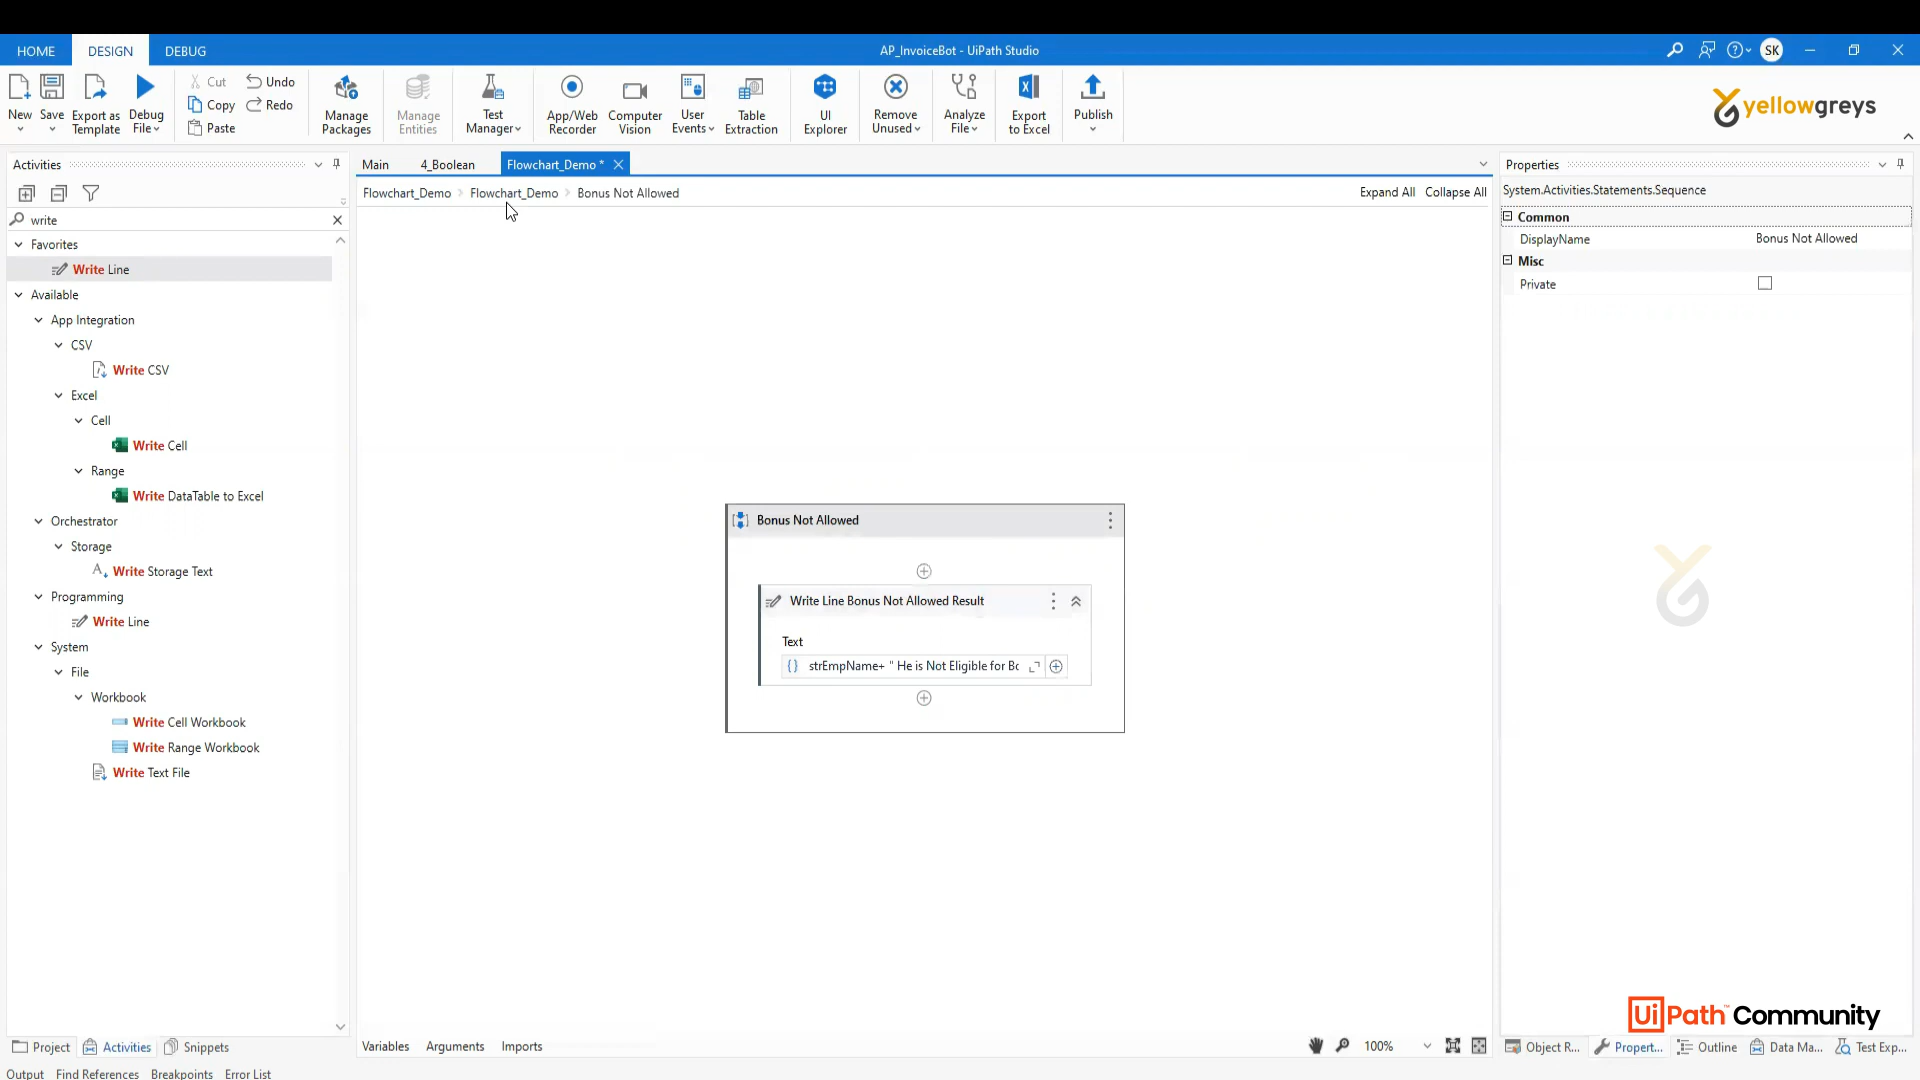 HOME DESIGN DEBUG AP_InvoiceBot - UiPath Studio SK
New Save Export as Template Debug File Cut Copy Paste Undo Redo Manage Packages Manage Entities Test Manager App/Web Recorder Computer Vision User Events Table Extraction UI Explorer Remove Unused Analyze File Export to Excel Publish
yellowgreys
Activities
write
Favorites
Write Line
Available
App Integration
CSV
Write CSV
Excel
Cell
Write Cell
Range
Write DataTable to Excel
Orchestrator
Storage
Write Storage Text
Programming
Write Line
System
File
Workbook
Write Cell Workbook
Write Range Workbook
Write Text File
Project Activities Snippets
Main 4_Boolean Flowchart_Demo *
Flowchart_Demo Flowchart_Demo Bonus Not Allowed Expand All Collapse All
Bonus Not Allowed
Write Line Bonus Not Allowed Result
Text
{} strEmpName+ " He is Not Eligible for Bo
Variables Arguments Imports 100%
Properties
System.Activities.Statements.Sequence
Common
DisplayName Bonus Not Allowed
Misc
Private
UiPath™ Community
Object R... Propert... Outline Data Ma... Test Exp...
Output Find References Breakpoints Error List